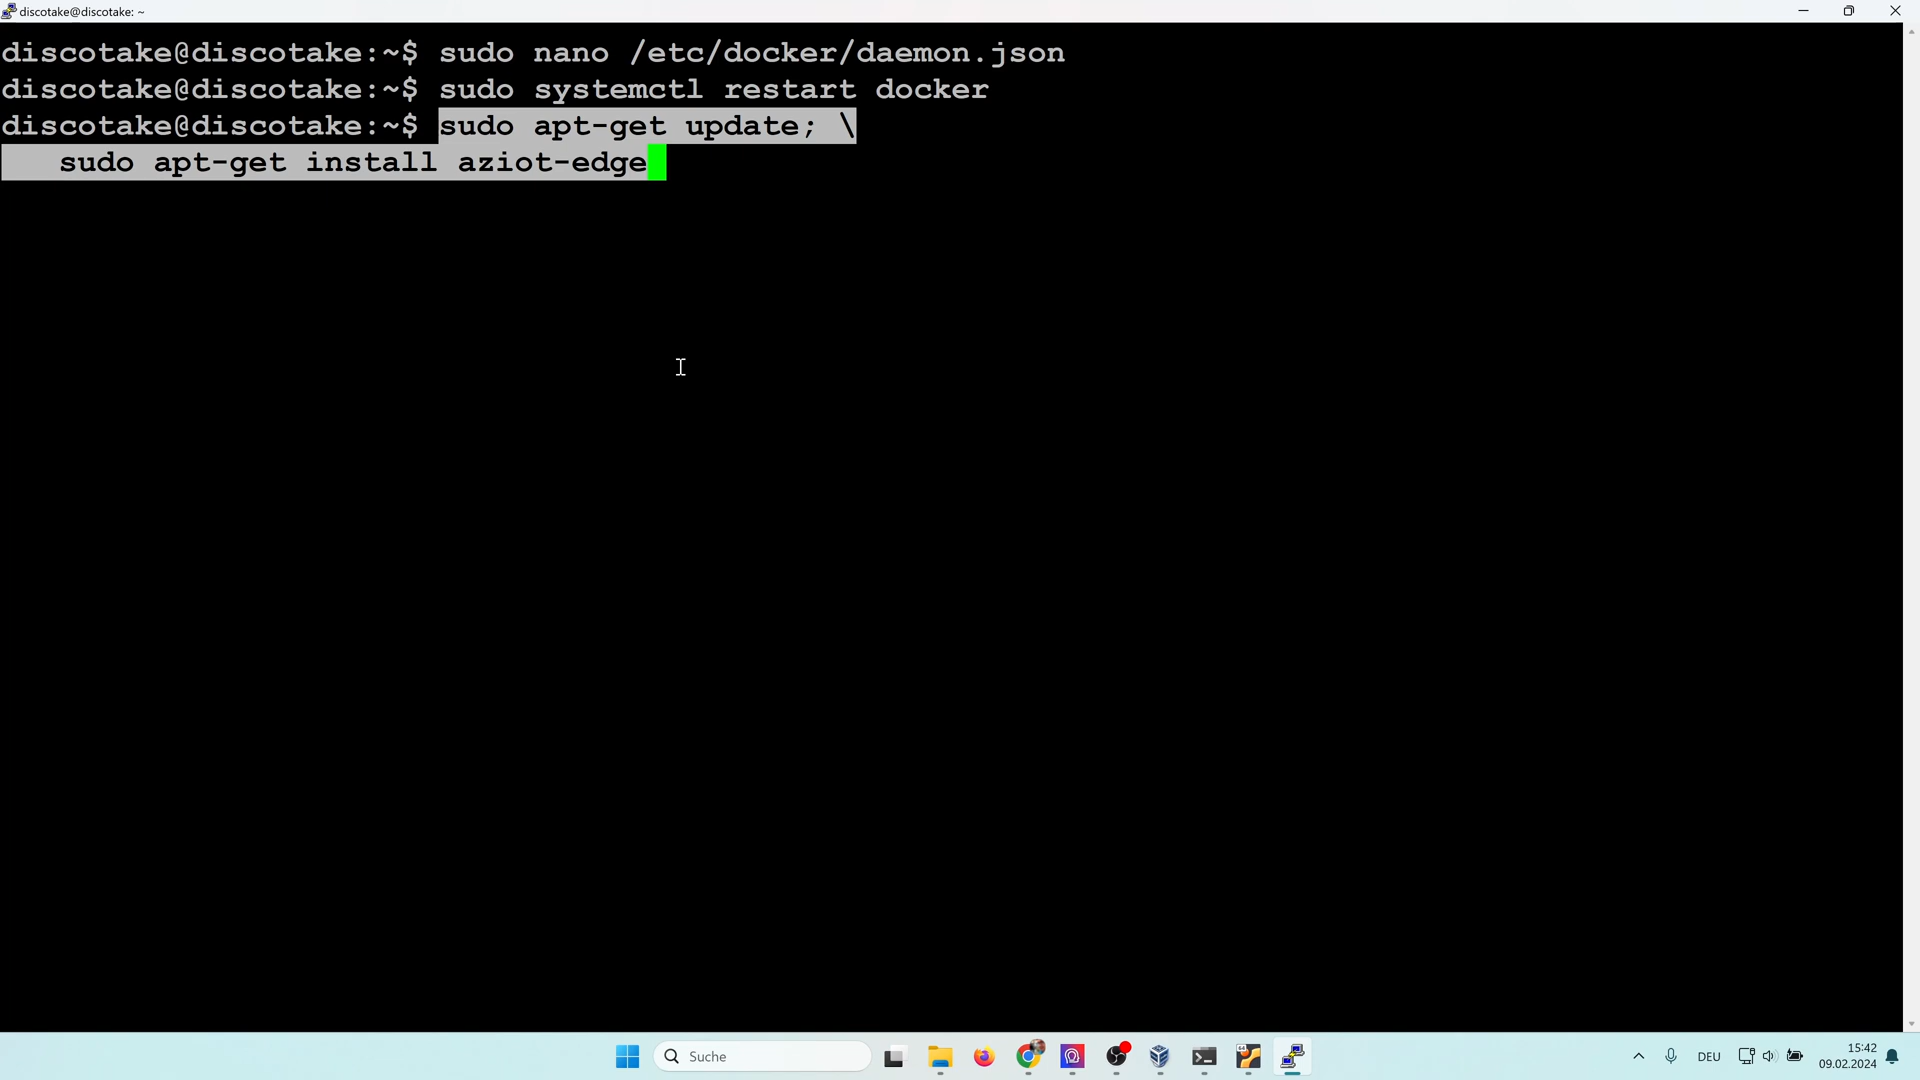 discotake@discotake: ~
discotake@discotake:~$ sudo nano /etc/docker/daemon.json
discotake@discotake:~$ sudo systemctl restart docker
discotake@discotake:~$ sudo apt-get update; \
   sudo apt-get install aziot-edge
Suche
DEU
15:42
09.02.2024